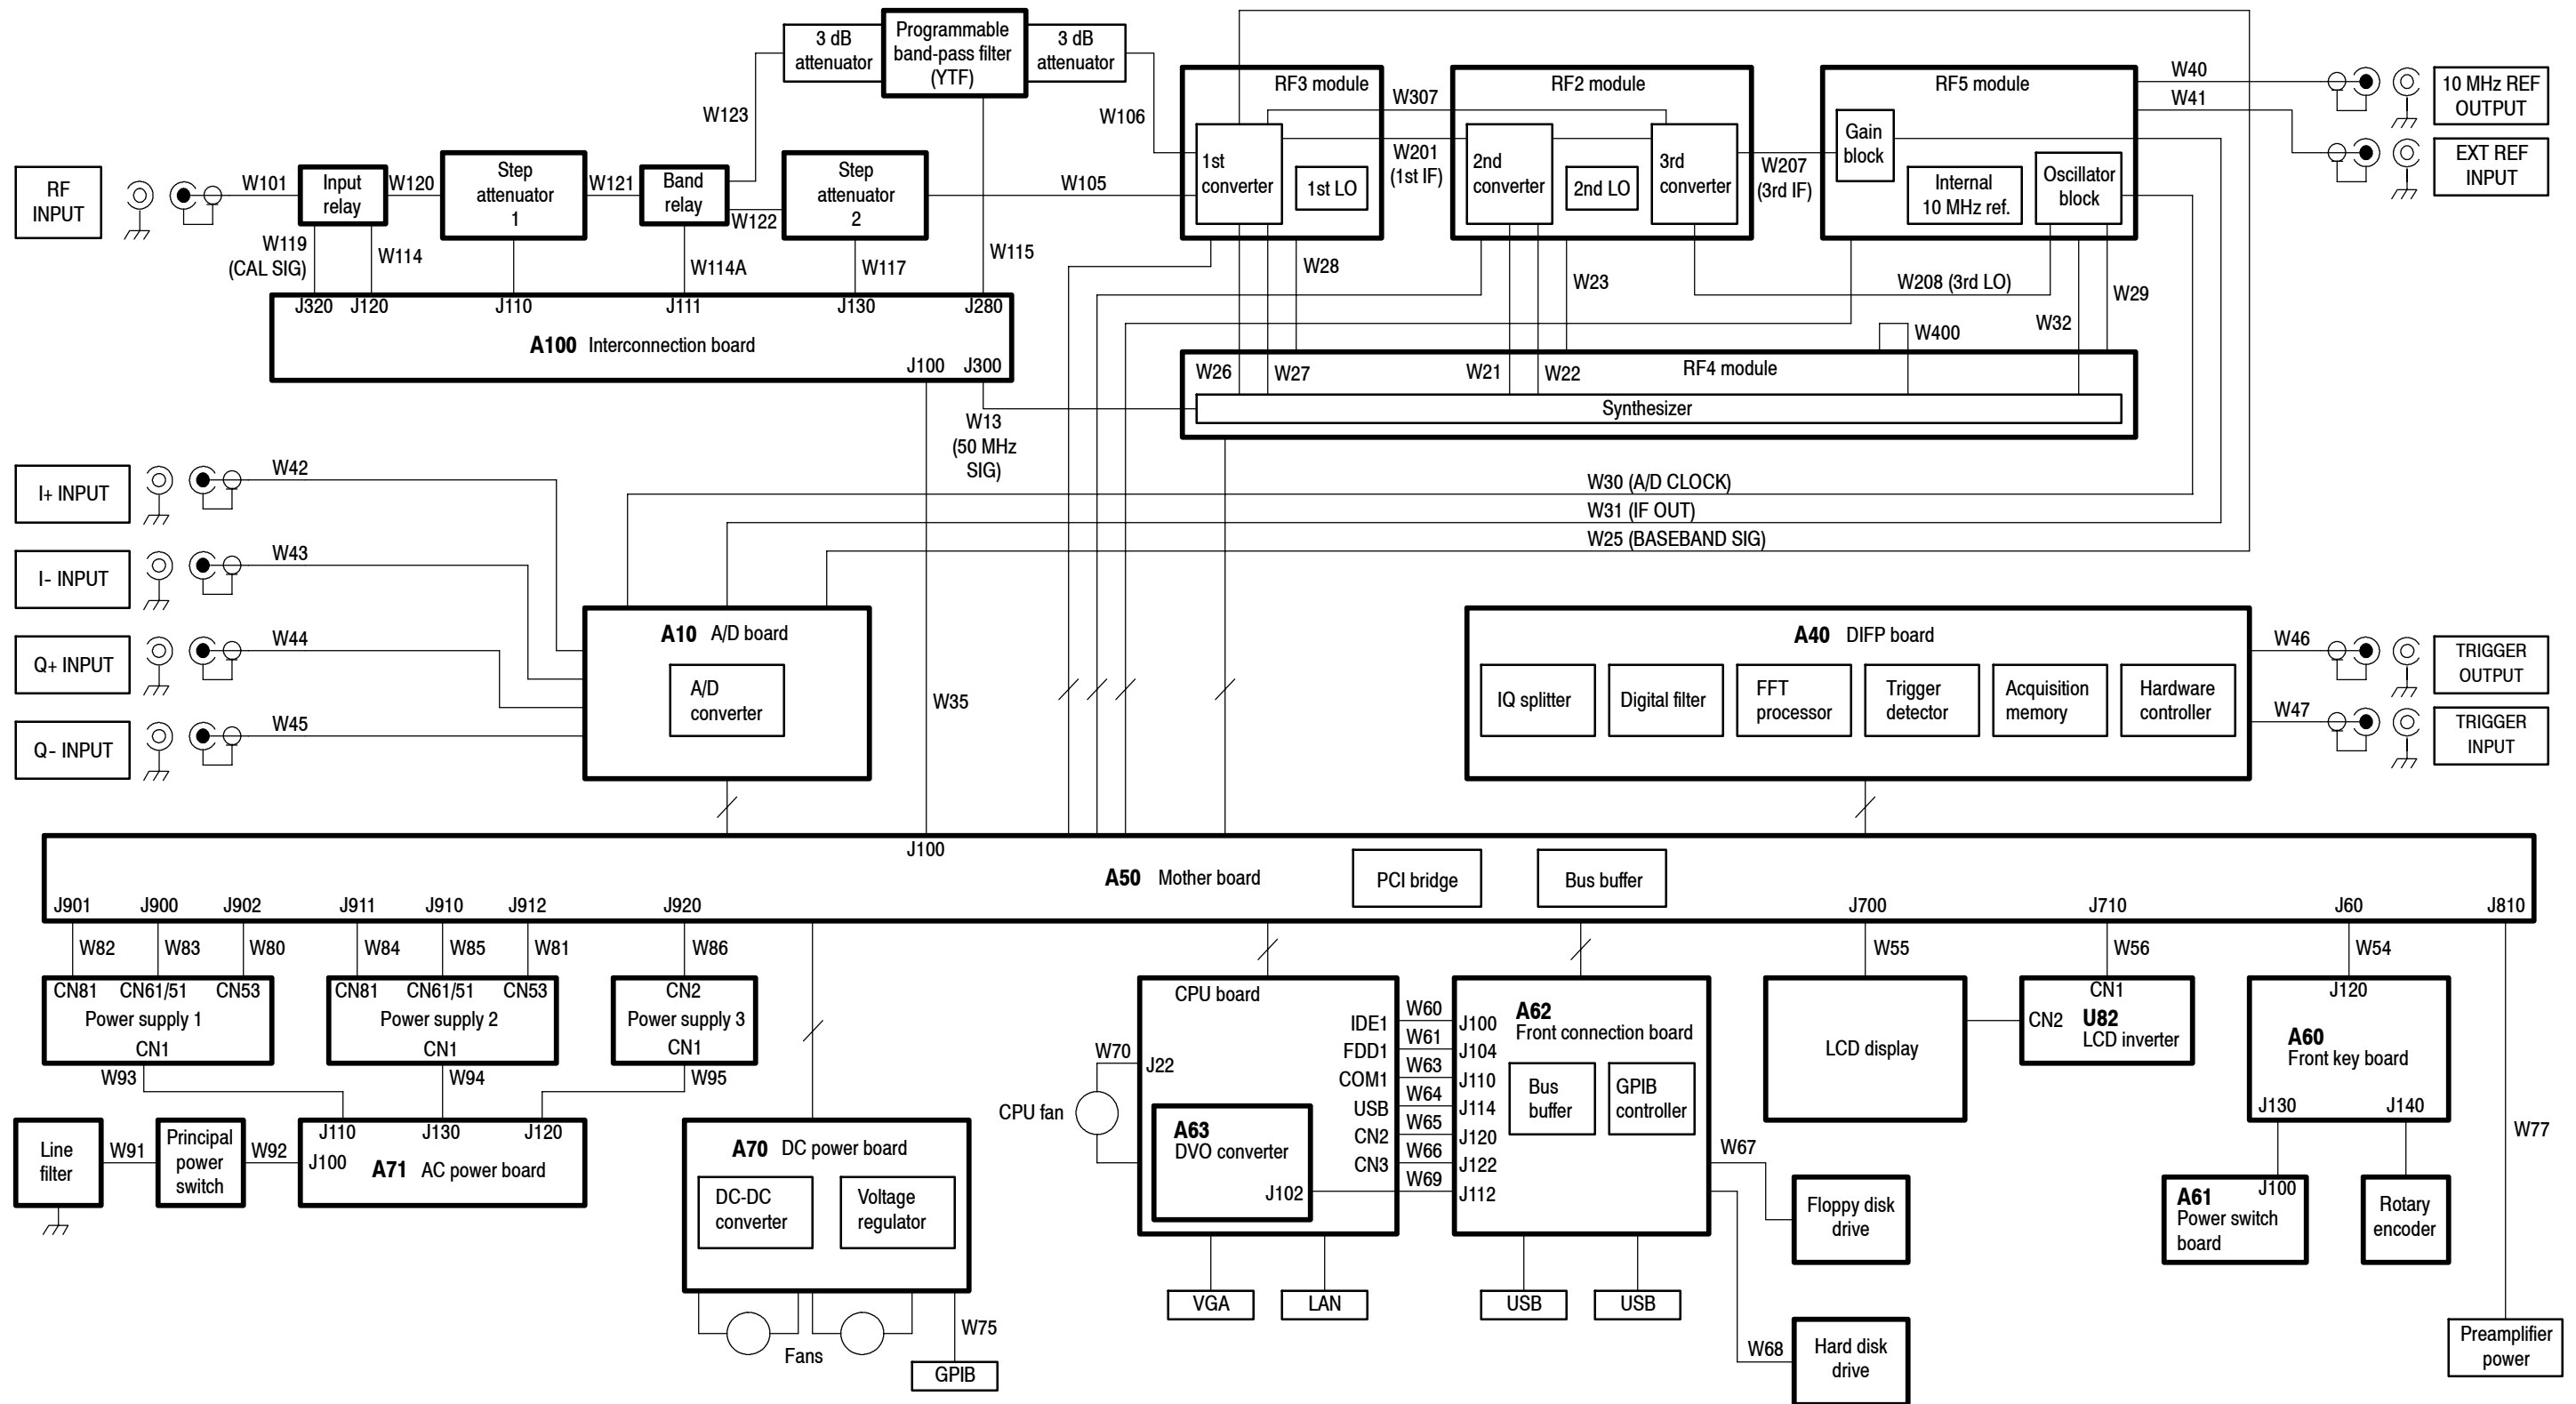 3 dB
attenuator
Programmable
band-pass filter
(YTF)
3 dB
attenuator
W123
W106
RF
INPUT
W101
Input
relay
W120
Step
attenuator
1
W121
Band
relay
W122
Step
attenuator
2
W105
W119
(CAL SIG)
W114
W114A
W117
W115
J320
J120
J110
J111
J130
J280
A100 Interconnection board
J100
J300
W13
(50 MHz
SIG)
RF3 module
1st
converter
1st LO
W307
W201
(1st IF)
RF2 module
2nd
converter
2nd LO
3rd
converter
W207
(3rd IF)
RF5 module
Gain
block
Internal
10 MHz ref.
Oscillator
block
W40
W41
10 MHz REF
OUTPUT
EXT REF
INPUT
W28
W23
W208 (3rd LO)
W29
W32
W400
W26
W27
W21
W22
RF4 module
Synthesizer
I+ INPUT
W42
I- INPUT
W43
Q+ INPUT
W44
Q- INPUT
W45
W30 (A/D CLOCK)
W31 (IF OUT)
W25 (BASEBAND SIG)
A10 A/D board
A/D
converter
W35
A40 DIFP board
IQ splitter
Digital filter
FFT
processor
Trigger
detector
Acquisition
memory
Hardware
controller
W46
W47
TRIGGER
OUTPUT
TRIGGER
INPUT
J100
A50 Mother board
PCI bridge
Bus buffer
J901
J900
J902
J911
J910
J912
J920
J700
J710
J60
J810
W82
W83
W80
W84
W85
W81
W86
W55
W56
W54
W77
CN81
CN61/51
CN53
Power supply 1
CN1
CN81
CN61/51
CN53
Power supply 2
CN1
CN2
Power supply 3
CN1
W93
W94
W95
Line
filter
W91
Principal
power
switch
W92
J110
J130
J120
J100
A71 AC power board
A70 DC power board
DC-DC
converter
Voltage
regulator
Fans
W75
GPIB
CPU fan
W70
CPU board
J22
IDE1
FDD1
COM1
USB
CN2
CN3
A63
DVO converter
J102
W60
W61
W63
W64
W65
W66
W69
A62
Front connection board
J100
J104
J110
J114
J120
J122
J112
Bus
buffer
GPIB
controller
VGA
LAN
USB
USB
W67
W68
Floppy disk
drive
Hard disk
drive
LCD display
CN1
CN2
U82
LCD inverter
J120
A60
Front key board
J130
J140
J100
A61
Power switch
board
Rotary
encoder
Preamplifier
power